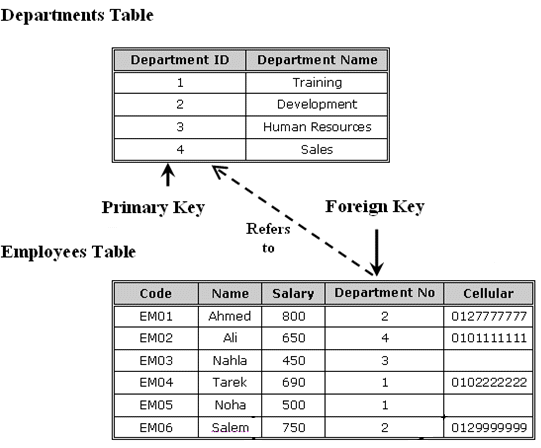 Departments Table
Department ID Department Name
1 Training
2 Development
3 Human Resources
4 Sales
Primary Key
Refers
to
Foreign Key
Employees Table
Code Name Salary Department No Cellular
EM01 Ahmed 800 2 0127777777
EM02 Ali 650 4 0101111111
EM03 Nahla 450 3
EM04 Tarek 690 1 0102222222
EM05 Noha 500 1
EM06 Salem 750 2 0129999999